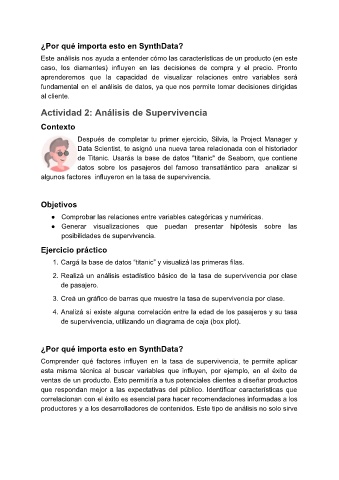 ¿Por qué importa esto en SynthData?
Este análisis nos ayuda a entender cómo las características de un producto (en este
caso, los diamantes) influyen en las decisiones de compra y el precio. Pronto
aprenderemos que la capacidad de visualizar relaciones entre variables será
fundamental en el análisis de datos, ya que nos permite tomar decisiones dirigidas
al cliente.
Actividad 2: Análisis de Supervivencia
Contexto
Después de completar tu primer ejercicio, Silvia, la Project Manager y
Data Scientist, te asignó una nueva tarea relacionada con el historiador
de Titanic. Usarás la base de datos "titanic" de Seaborn, que contiene
datos sobre los pasajeros del famoso transatlántico para analizar si
algunos factores influyeron en la tasa de supervivencia.
Objetivos
● Comprobar las relaciones entre variables categóricas y numéricas.
● Generar visualizaciones que puedan presentar hipótesis sobre las
posibilidades de supervivencia.
Ejercicio práctico
1. Cargá la base de datos "titanic" y visualizá las primeras filas.
2. Realizá un análisis estadístico básico de la tasa de supervivencia por clase
de pasajero.
3. Creá un gráfico de barras que muestre la tasa de supervivencia por clase.
4. Analizá si existe alguna correlación entre la edad de los pasajeros y su tasa
de supervivencia, utilizando un diagrama de caja (box plot).
¿Por qué importa esto en SynthData?
Comprender qué factores influyen en la tasa de supervivencia, te permite aplicar
esta misma técnica al buscar variables que influyen, por ejemplo, en el éxito de
ventas de un producto. Esto permitiría a tus potenciales clientes a diseñar productos
que respondan mejor a las expectativas del público. Identificar características que
correlacionan con el éxito es esencial para hacer recomendaciones informadas a los
productores y a los desarrolladores de contenidos. Este tipo de análisis no solo sirve